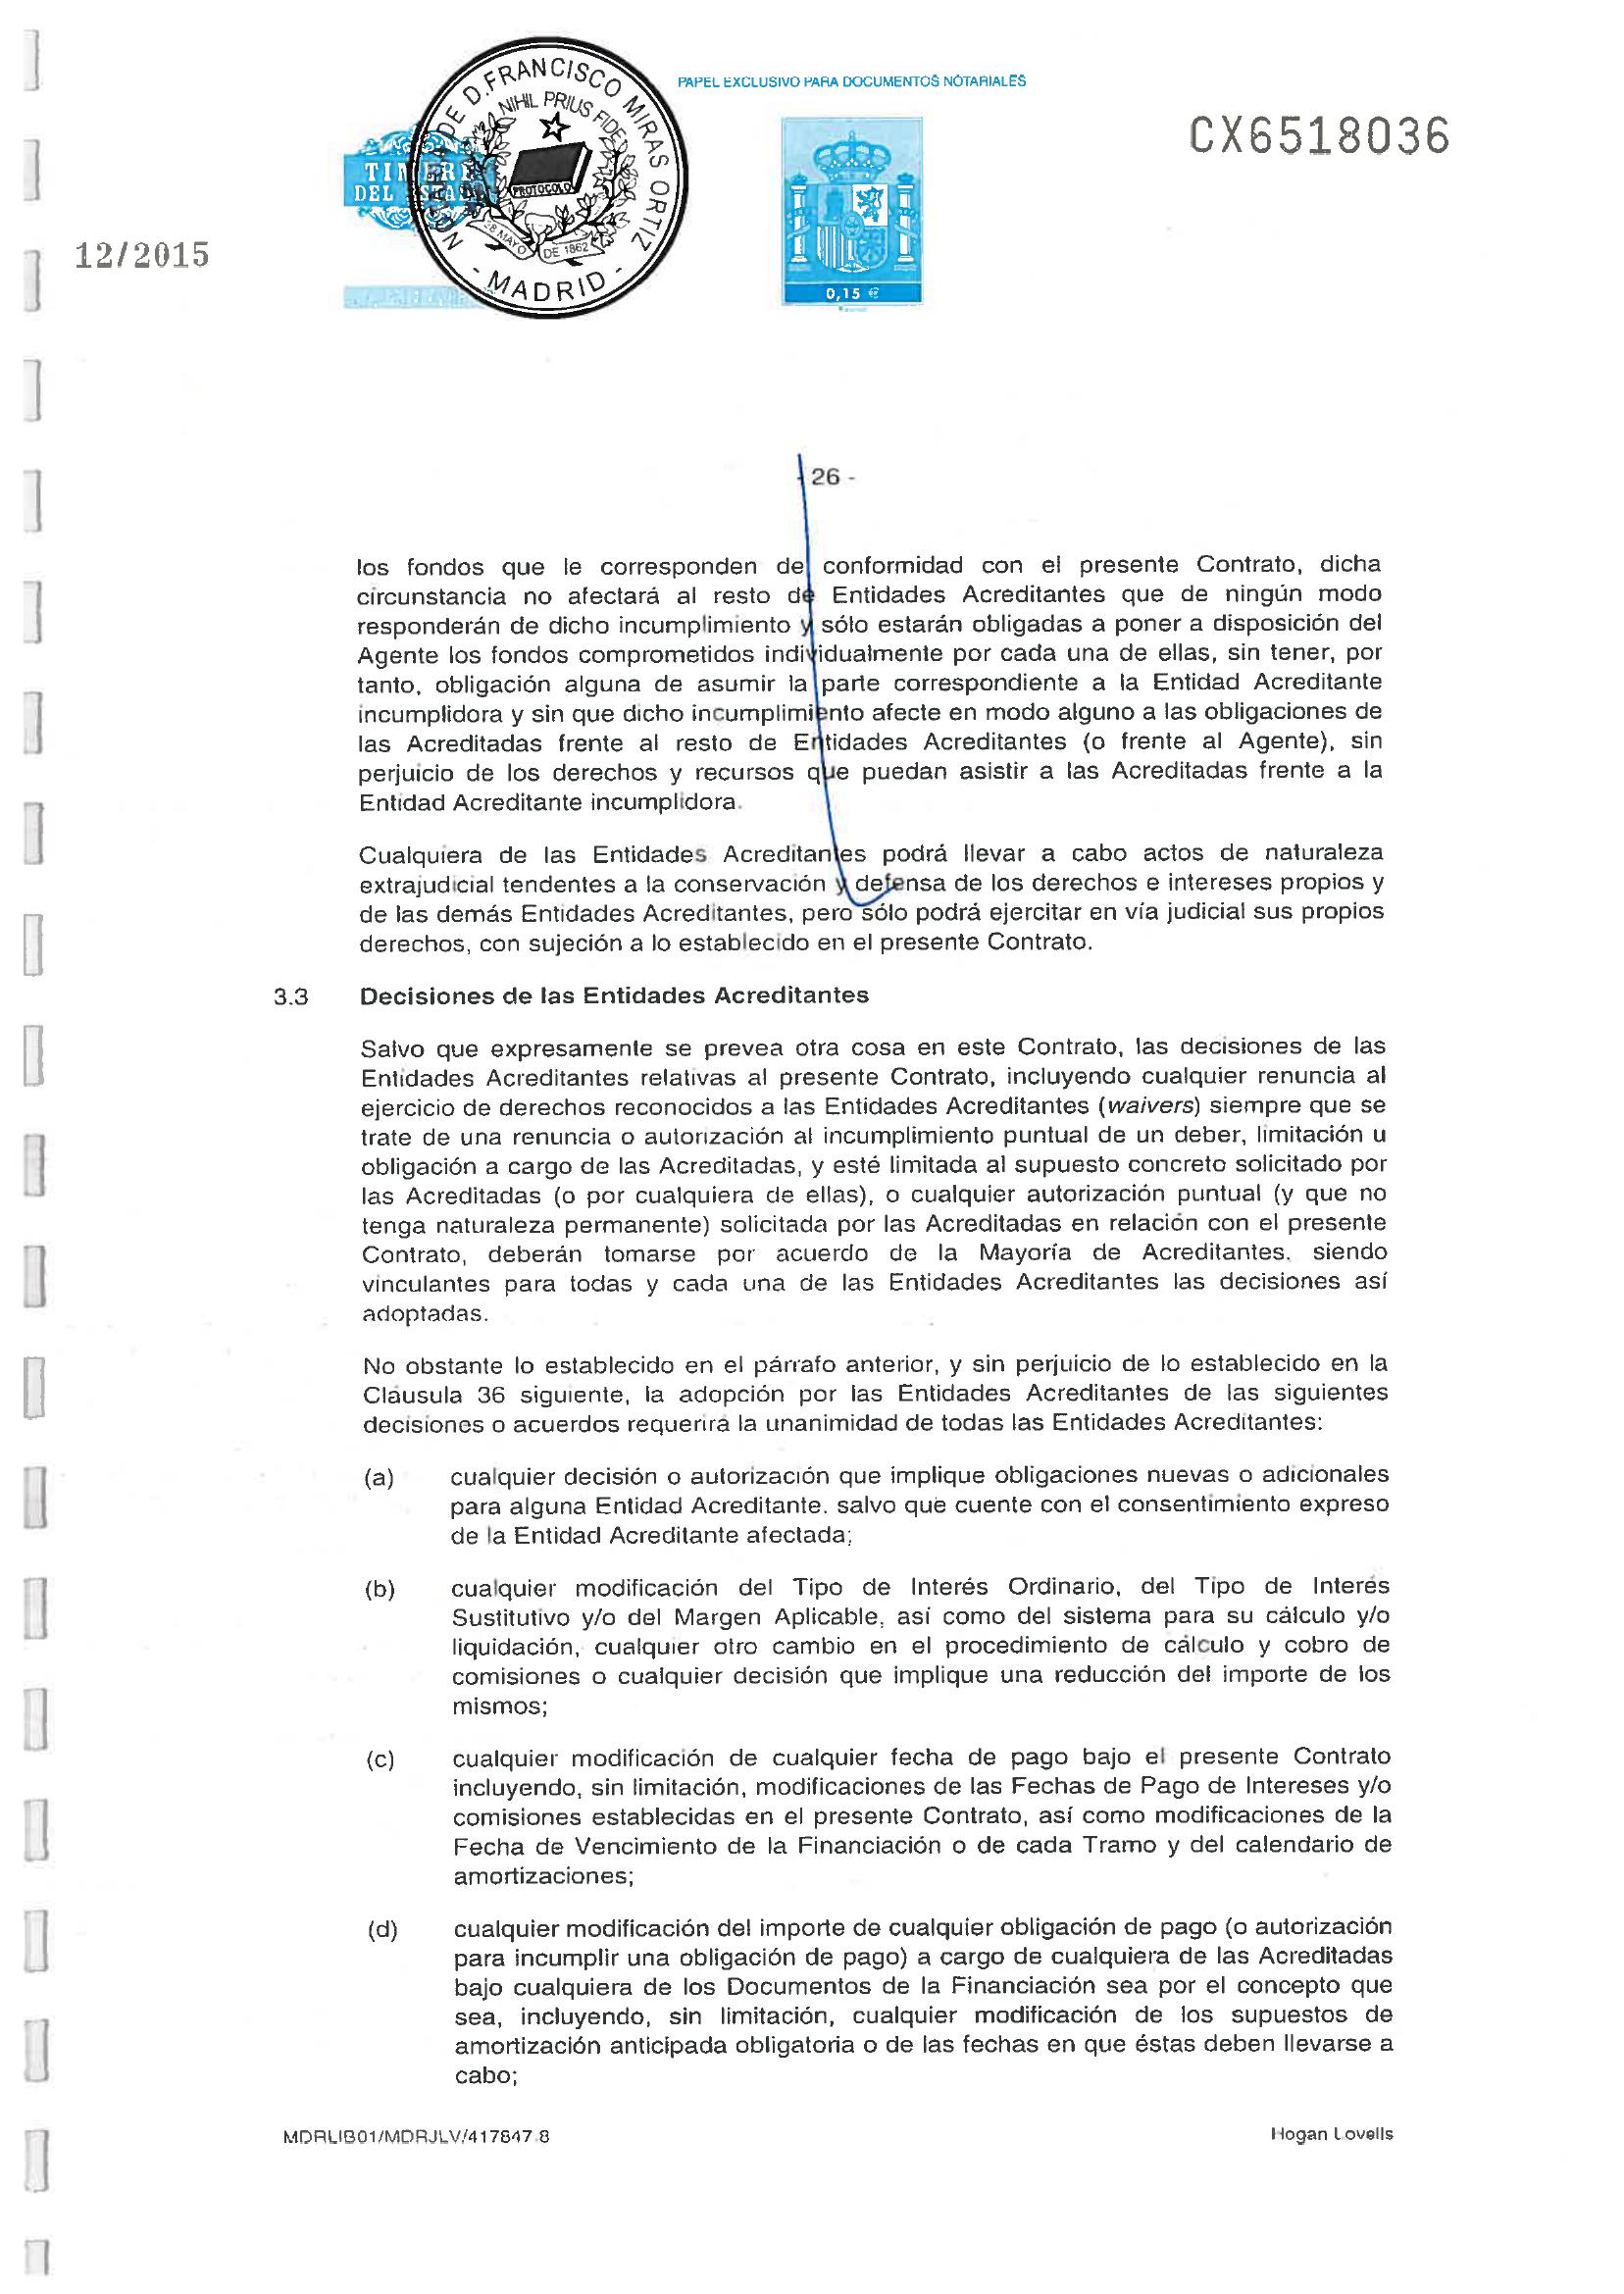 PAPEL EXCLUSIVO PARA DOCUMENTOS NOTARIALES
CX6518036
NOTARÍA DE D. FRANCISCO MIRAS ORTIZ
NIHIL PRIUS FIDE
PROTOCOLO
28 MAYO DE 1862
- MADRID -
TIMBRE
DEL ESTADO
0,15 €
12/2015
- 26 -
los fondos que le corresponden de conformidad con el presente Contrato, dicha
circunstancia no afectará al resto de Entidades Acreditantes que de ningún modo
responderán de dicho incumplimiento y sólo estarán obligadas a poner a disposición del
Agente los fondos comprometidos individualmente por cada una de ellas, sin tener, por
tanto, obligación alguna de asumir la parte correspondiente a la Entidad Acreditante
incumplidora y sin que dicho incumplimiento afecte en modo alguno a las obligaciones de
las Acreditadas frente al resto de Entidades Acreditantes (o frente al Agente), sin
perjuicio de los derechos y recursos que puedan asistir a las Acreditadas frente a la
Entidad Acreditante incumplidora.
Cualquiera de las Entidades Acreditantes podrá llevar a cabo actos de naturaleza
extrajudicial tendentes a la conservación y defensa de los derechos e intereses propios y
de las demás Entidades Acreditantes, pero sólo podrá ejercitar en vía judicial sus propios
derechos, con sujeción a lo establecido en el presente Contrato.
3.3 Decisiones de las Entidades Acreditantes
Salvo que expresamente se prevea otra cosa en este Contrato, las decisiones de las
Entidades Acreditantes relativas al presente Contrato, incluyendo cualquier renuncia al
ejercicio de derechos reconocidos a las Entidades Acreditantes (waivers) siempre que se
trate de una renuncia o autorización al incumplimiento puntual de un deber, limitación u
obligación a cargo de las Acreditadas, y esté limitada al supuesto concreto solicitado por
las Acreditadas (o por cualquiera de ellas), o cualquier autorización puntual (y que no
tenga naturaleza permanente) solicitada por las Acreditadas en relación con el presente
Contrato, deberán tomarse por acuerdo de la Mayoría de Acreditantes, siendo
vinculantes para todas y cada una de las Entidades Acreditantes las decisiones así
adoptadas.
No obstante lo establecido en el párrafo anterior, y sin perjuicio de lo establecido en la
Cláusula 36 siguiente, la adopción por las Entidades Acreditantes de las siguientes
decisiones o acuerdos requerirá la unanimidad de todas las Entidades Acreditantes:
(a) cualquier decisión o autorización que implique obligaciones nuevas o adicionales
para alguna Entidad Acreditante, salvo que cuente con el consentimiento expreso
de la Entidad Acreditante afectada;
(b) cualquier modificación del Tipo de Interés Ordinario, del Tipo de Interés
Sustitutivo y/o del Margen Aplicable, así como del sistema para su cálculo y/o
liquidación, cualquier otro cambio en el procedimiento de cálculo y cobro de
comisiones o cualquier decisión que implique una reducción del importe de los
mismos;
(c) cualquier modificación de cualquier fecha de pago bajo el presente Contrato
incluyendo, sin limitación, modificaciones de las Fechas de Pago de Intereses y/o
comisiones establecidas en el presente Contrato, así como modificaciones de la
Fecha de Vencimiento de la Financiación o de cada Tramo y del calendario de
amortizaciones;
(d) cualquier modificación del importe de cualquier obligación de pago (o autorización
para incumplir una obligación de pago) a cargo de cualquiera de las Acreditadas
bajo cualquiera de los Documentos de la Financiación sea por el concepto que
sea, incluyendo, sin limitación, cualquier modificación de los supuestos de
amortización anticipada obligatoria o de las fechas en que éstas deben llevarse a
cabo;
MDRLIB01/MDRJLV/417847.8
Hogan Lovells